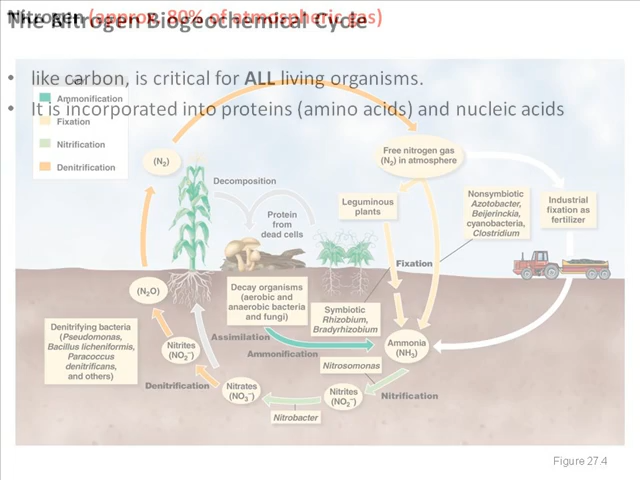 The Nitrogen Biogeochemical Cycle
Nitrogen (approx. 80% of atmospheric gas)
• like carbon, is critical for ALL living organisms.
• It is incorporated into proteins (amino acids) and nucleic acids
Ammonification
Fixation
Nitrification
Denitrification
(N2)
Free nitrogen gas
(N2) in atmosphere
Decomposition
Protein
from
dead cells
Leguminous
plants
Nonsymbiotic
Azotobacter,
Beijerinckia,
cyanobacteria,
Clostridium
Industrial
fixation as
fertilizer
Fixation
(N2O)
Decay organisms
(aerobic and
anaerobic bacteria
and fungi)
Symbiotic
Rhizobium,
Bradyrhizobium
Denitrifying bacteria
(Pseudomonas,
Bacillus licheniformis,
Paracoccus
denitrificans,
and others)
Assimilation
Ammonification
Nitrites
(NO2−)
Ammonia
(NH3)
Nitrosomonas
Denitrification
Nitrates
(NO3−)
Nitrobacter
Nitrites
(NO2−)
Nitrification
Figure 27.4